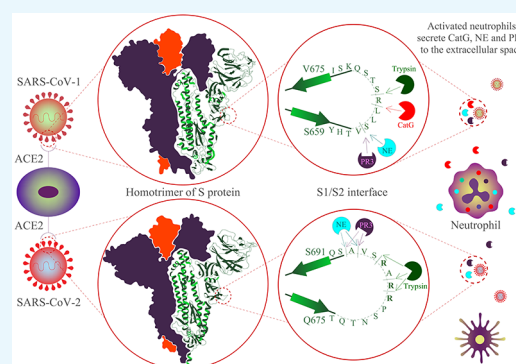 Activated neutrophils
secrete CatG, NE and PR
to the extracellular space
SARS-CoV-1
V675 I S K Q S T S R L L S V T H Y S659
Trypsin
CatG
NE
PR3
ACE2
Homotrimer of S protein
S1/S2 interface
Neutrophil
ACE2
SARS-CoV-2
NE
PR3
S691 Q S A V S R A R R P S N T Q T Q675
Trypsin